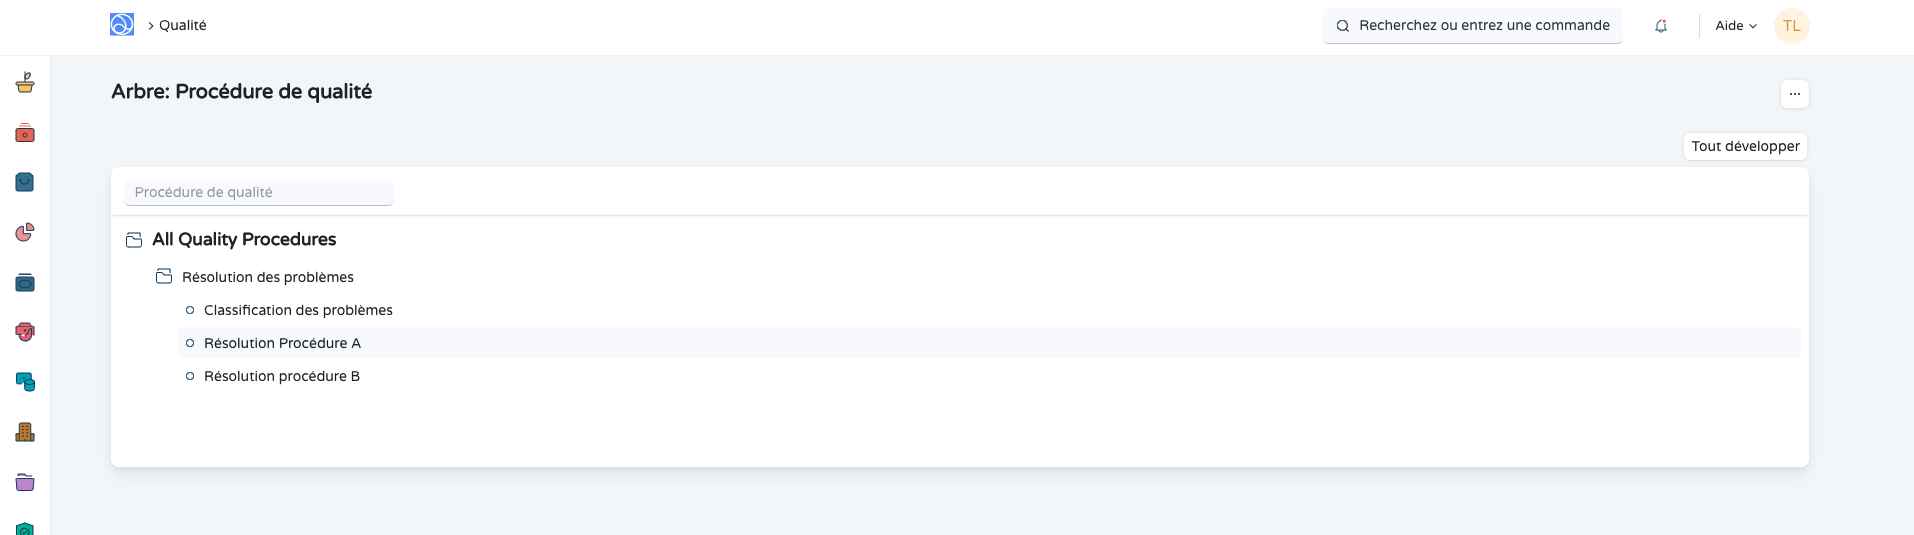 Qualité
Recherchez ou entrez une commande
Aide
TL
Arbre: Procédure de qualité
Tout développer
Procédure de qualité
All Quality Procedures
Résolution des problèmes
Classification des problèmes
Résolution Procédure A
Résolution procédure B